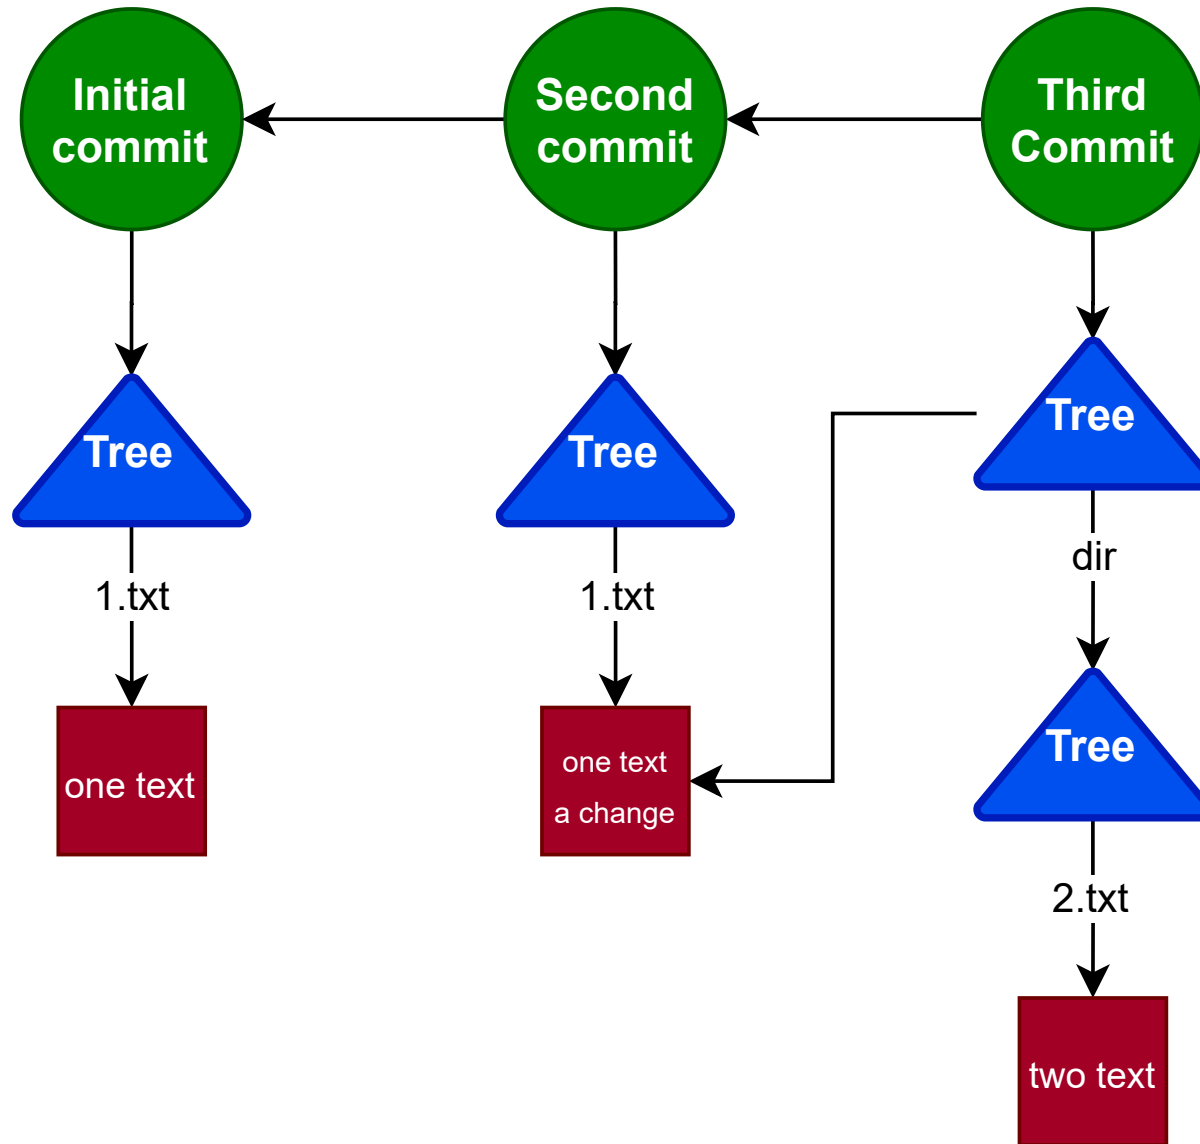 Initial
commit
Second
commit
Third
Commit
Tree
Tree
Tree
dir
1.txt
1.txt
Tree
one text
one text
a change
2.txt
two text